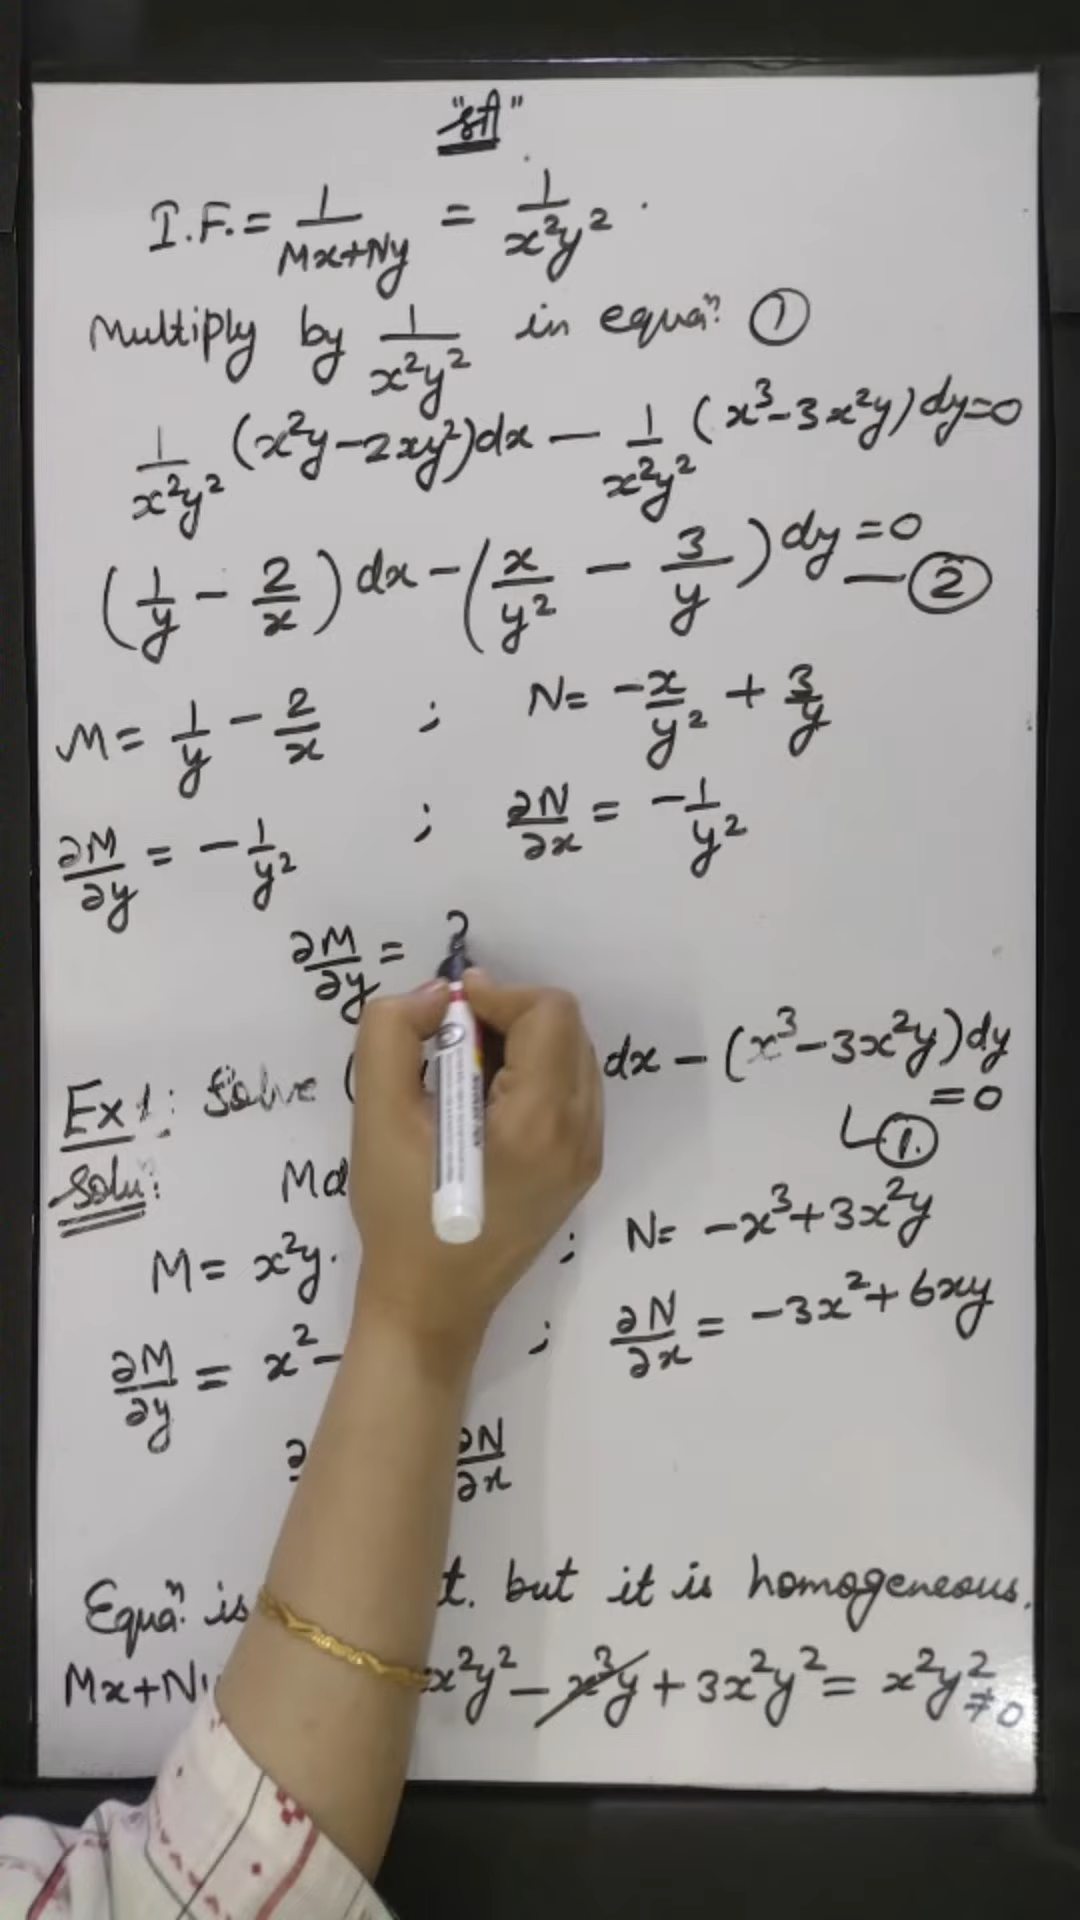 "SA"
I.F. = 1/(Mx+Ny) = 1/(x²y²) .
Multiply by 1/(x²y²) in equaⁿ. ①
1/(x²y²) (x²y-2xy²)dx - 1/(x²y²) (x³-3x²y)dy=0
(1/y - 2/x) dx - (x/y² - 3/y) dy = 0 — ②
M = 1/y - 2/x ; N = -x/y² + 3/y
∂M/∂y = -1/y² ; ∂N/∂x = -1/y²
∂M/∂y =
Ex 1: Solve ( dx - (x³-3x²y)dy
= 0
↳ ①
Solu:
M = x²y ; N = -x³+3x²y
∂M/∂y = x² - ; ∂N/∂x = -3x²+6xy
∂N/∂x
Equaⁿ. is t. but it is homogeneous.
Mx+Ny x²y² - x³y + 3x²y² = x²y² ≠0